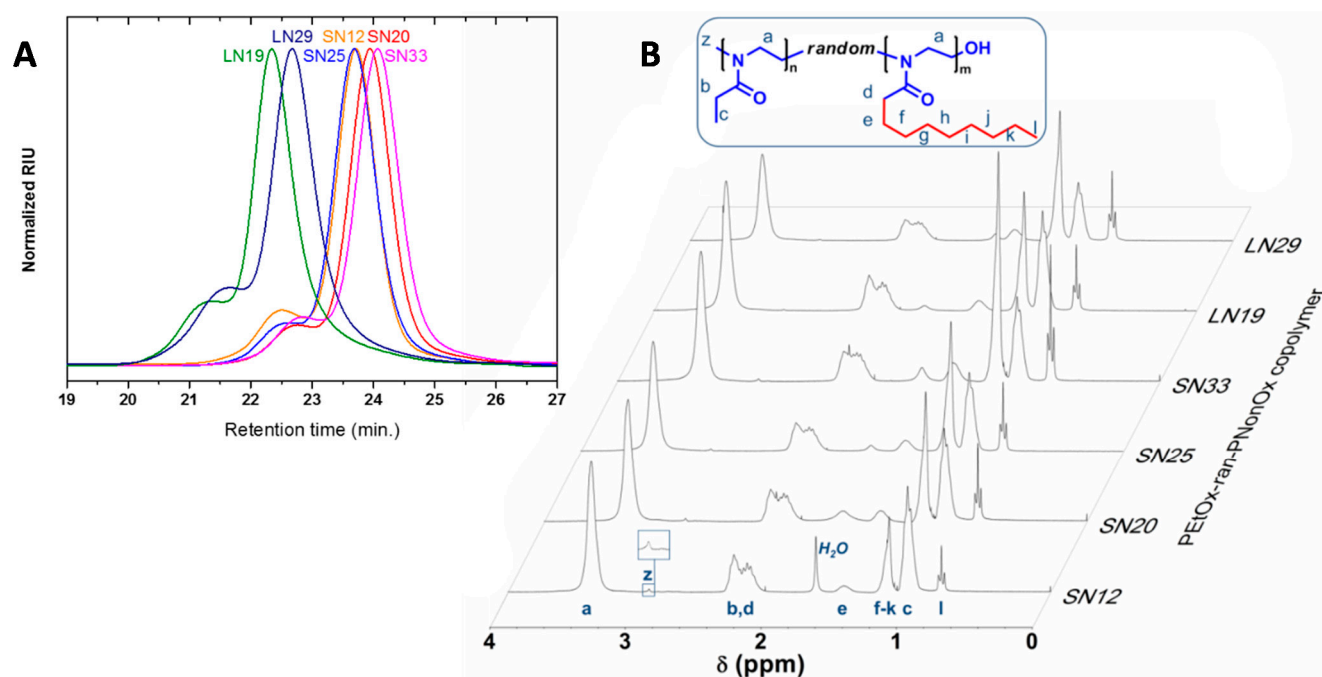 A
LN29 SN12 SN20
LN19 SN25 SN33
Normalized RIU
19 20 21 22 23 24 25 26 27
Retention time (min.)
B
z a random a OH
N n N m
b O d O
c e f g h i j k l
LN29
LN19
SN33
SN25
SN20
SN12
PEtOx-ran-PNonOx copolymer
z
H2O
a b,d e f-k c l
4 3 2 1 0
δ (ppm)